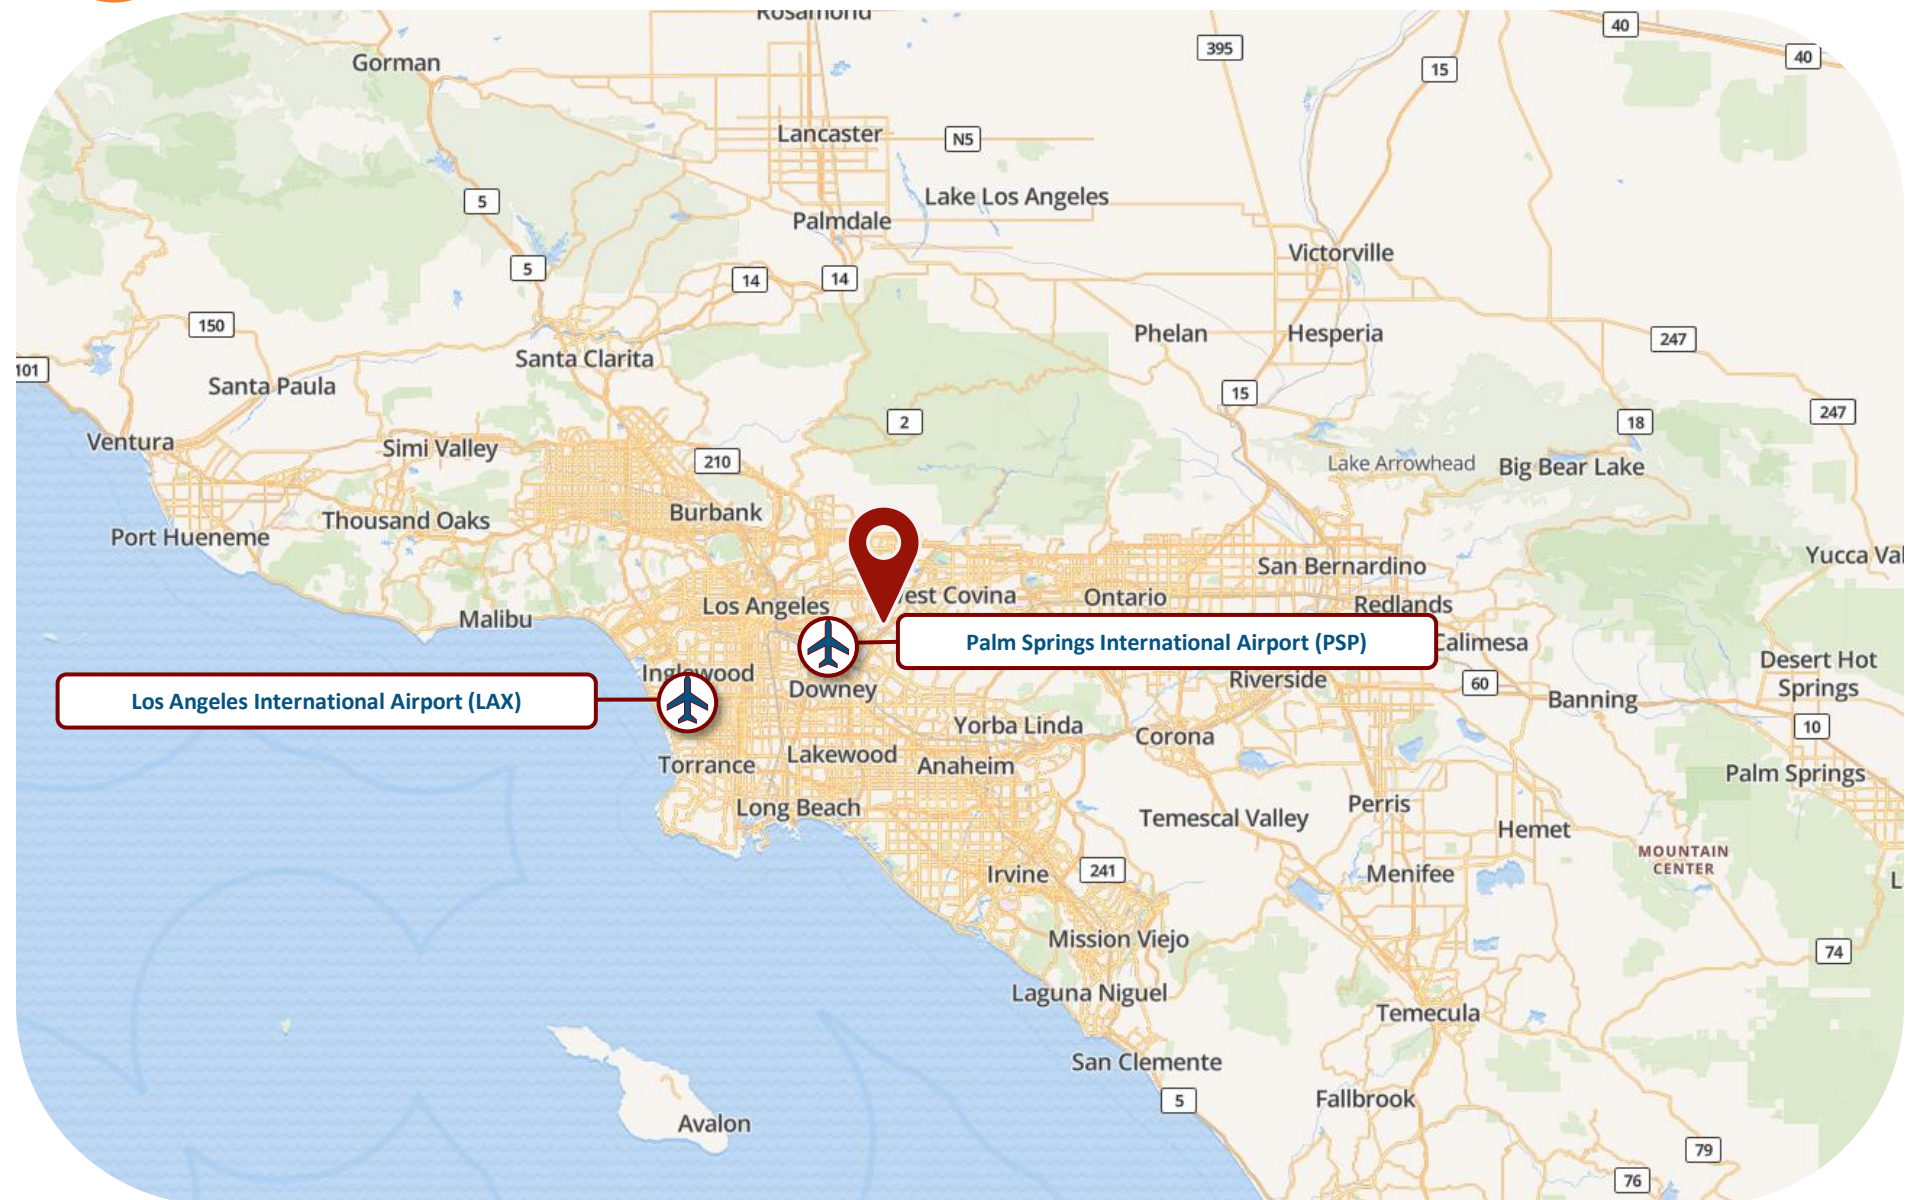 Rosamond
40
395
40
Gorman
15
Lancaster
N5
5
Lake Los Angeles
Palmdale
Victorville
5
14
14
150
Phelan
Hesperia
247
Santa Clarita
101
Santa Paula
15
247
2
18
Ventura
Simi Valley
210
Lake Arrowhead
Big Bear Lake
Burbank
Thousand Oaks
Port Hueneme
Yucca Val
San Bernardino
est Covina
Ontario
Los Angeles
Redlands
Malibu
Palm Springs International Airport (PSP)
Calimesa
Desert Hot
Springs
Inglewood
Riverside
60
Downey
Los Angeles International Airport (LAX)
Banning
Yorba Linda
10
Corona
Lakewood
Torrance
Anaheim
Palm Springs
Long Beach
Perris
Temescal Valley
Hemet
MOUNTAIN
CENTER
Irvine
241
Menifee
L
Mission Viejo
74
Laguna Niguel
Temecula
San Clemente
5
Fallbrook
Avalon
79
76